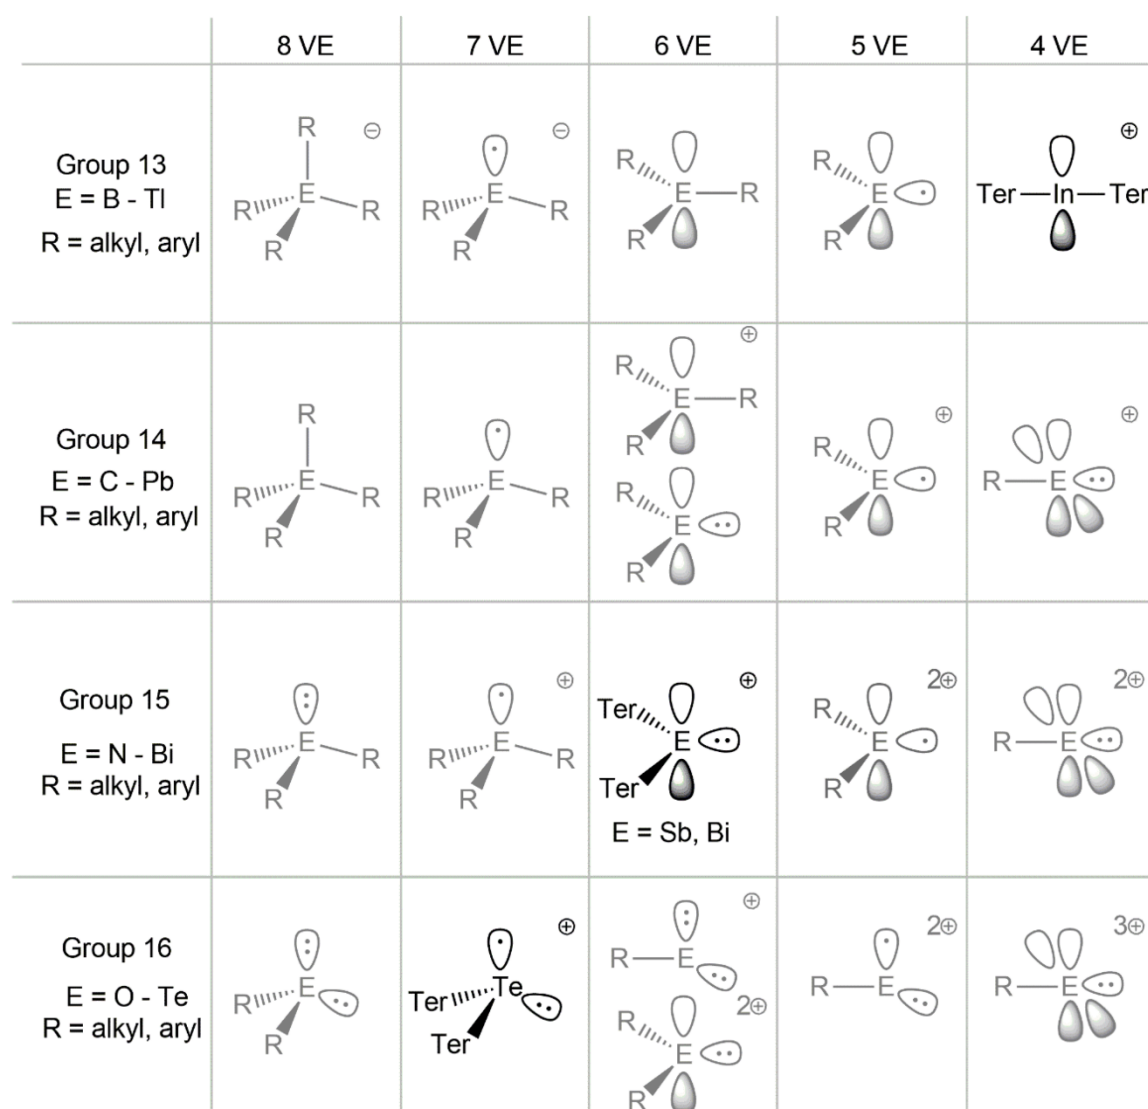 8 VE 7 VE 6 VE 5 VE 4 VE
Group 13
E = B - Tl
R = alkyl, aryl
R ⊖
R E R
R
⊖
R E R
R
R
E R
R
R
E
R
⊕
Ter In Ter
Group 14
E = C - Pb
R = alkyl, aryl
R
R E R
R
R E R
R
⊕
R
E R
R
R
E
R
⊕
R
E
R
⊕
R E
Group 15
E = N - Bi
R = alkyl, aryl
R E R
R
⊕
R E R
R
⊕
Ter
E
Ter
E = Sb, Bi
2⊕
R
E
R
2⊕
R E
Group 16
E = O - Te
R = alkyl, aryl
R E
R
⊕
Ter Te
Ter
⊕
R E
2⊕
R
E
R
2⊕
R E
3⊕
R E